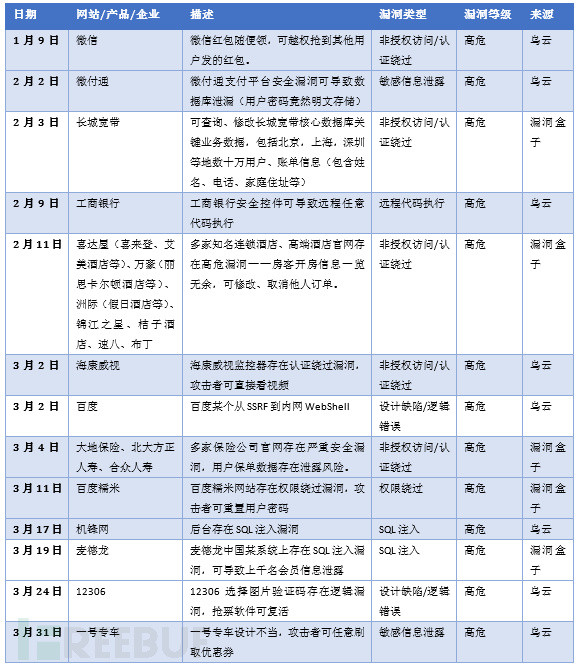 日期 网站/产品/企业 描述 漏洞类型 漏洞等级 来源
1月9日 微信 微信红包随便领，可越权抢到其他用 非授权访问/认 高危 乌云
户发的红包。 证绕过
2月2日 微付通 微付通支付平台安全漏洞可导致数 敏感信息泄露 高危 乌云
据库泄漏（用户密码竟然明文存储）
2月3日 长城宽带 可查询、修改长城宽带核心数据库关 非授权访问/认 高危 漏洞盒
键业务数据，包括北京，上海，深圳 证绕过 子
等地数十万用户、账单信息（包含姓
名、电话、家庭住址等）
2月9日 工商银行 工商银行安全控件可导致远程任意 远程代码执行 高危 乌云
代码执行
2月11日 喜达屋（喜来登、艾 多家知名连锁酒店、高端酒店官网存 非授权访问/认 高危 漏洞盒
美酒店等）、万豪（丽 在高危漏洞——房客开房信息一览 证绕过 子
思卡尔顿酒店等）、 无余，可修改、取消他人订单。
洲际（假日酒店等）、
锦江之星、桔子酒
店、速八、布丁
3月2日 海康威视 海康威视监控器存在认证绕过漏洞， 非授权访问/认 高危 乌云
攻击者可直接看视频 证绕过
3月2日 百度 百度某个从SSRF到内网WebShell 设计缺陷/逻辑 高危 乌云
错误
3月4日 大地保险、北大方正 多家保险公司官网存在严重安全漏 非授权访问/认 高危 漏洞盒
人寿、合众人寿 洞，用户保单数据存在泄露风险。 证绕过 子
3月11日 百度糯米 百度糯米网站存在权限绕过漏洞，攻 权限绕过 高危 漏洞盒
击者可重置用户密码 子
3月17日 机锋网 后台存在SQL注入漏洞 SQL注入 高危 乌云
3月19日 麦德龙 麦德龙中国某系统上存在SQL注入漏 SQL注入 高危 漏洞盒
洞，可导致上千名会员信息泄露 子
3月24日 12306 12306 选择图片验证码存在逻辑漏 设计缺陷/逻辑 高危 乌云
洞，抢票软件可复活 错误
3月31日 一号专车 一号专车设计不当，攻击者可任意刷 敏感信息泄露 高危 乌云
取优惠券
FREEBUF